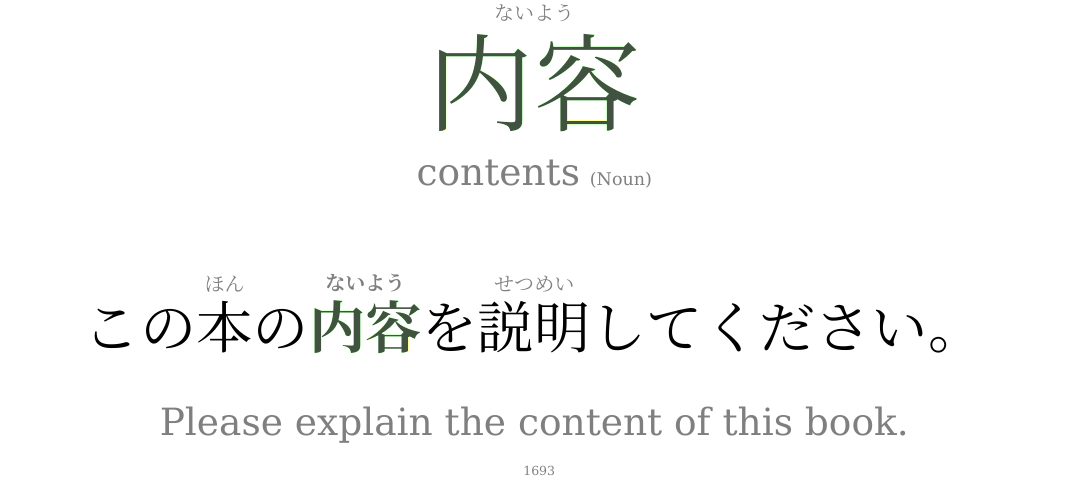 ないよう
内容
contents (Noun)
ほん ないよう せつめい
この本の内容を説明してください。
Please explain the content of this book.
1693